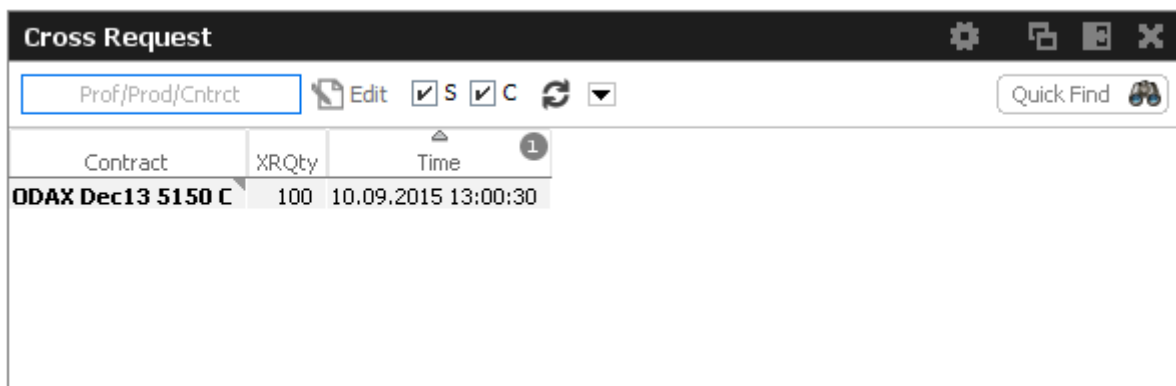 Cross Request
Prof/Prod/Cntrct Edit S C Quick Find
Contract XRQty Time 1
ODAX Dec13 5150 C 100 10.09.2015 13:00:30